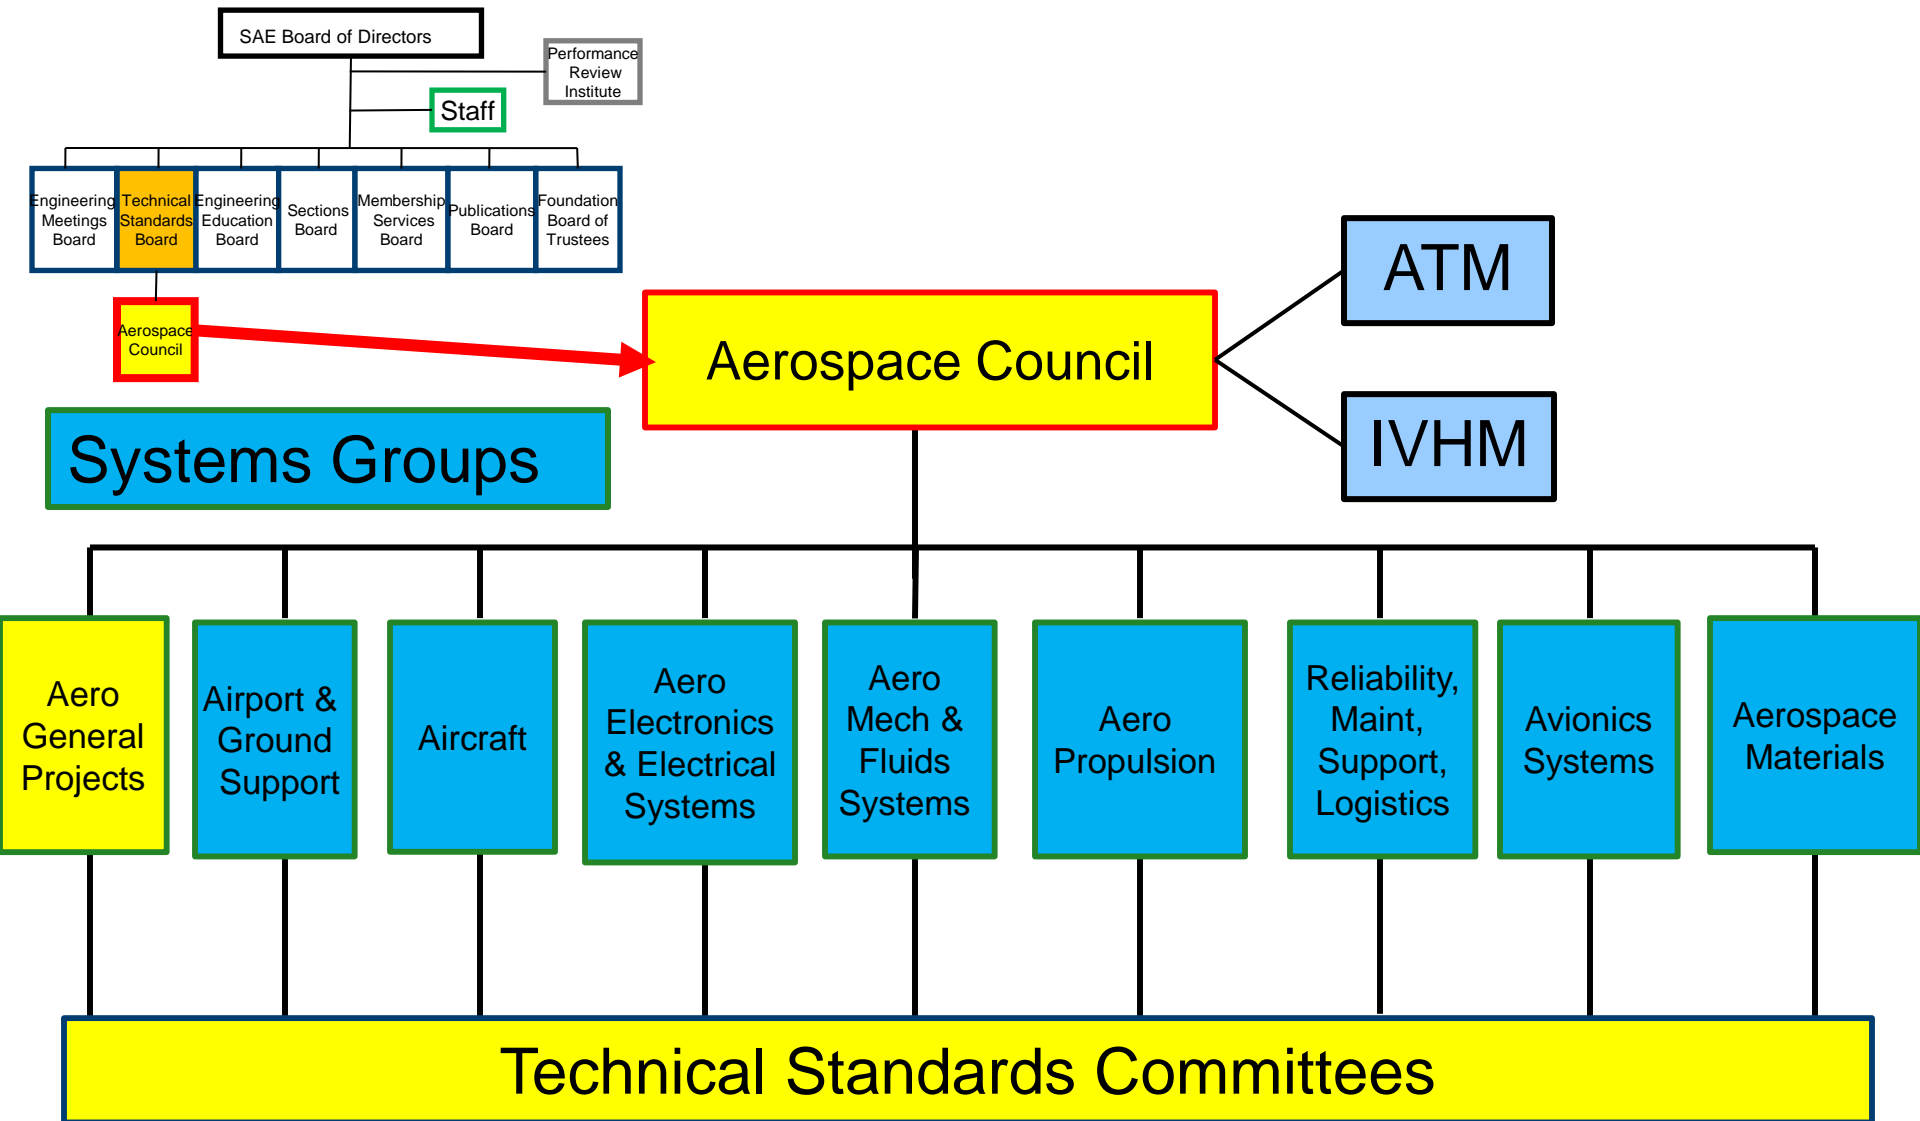 SAE Board of Directors
Performance
Review
Institute
Staff
Engineering
Meetings
Board
Technical
Standards
Board
Engineering
Education
Board
Sections
Board
Membership
Services
Board
Publications
Board
Foundation
Board of
Trustees
Aerospace
Council
Aerospace Council
ATM
IVHM
Systems Groups
Aero
General
Projects
Airport &
Ground
Support
Aircraft
Aero
Electronics
& Electrical
Systems
Aero
Mech &
Fluids
Systems
Aero
Propulsion
Reliability,
Maint,
Support,
Logistics
Avionics
Systems
Aerospace
Materials
Technical Standards Committees